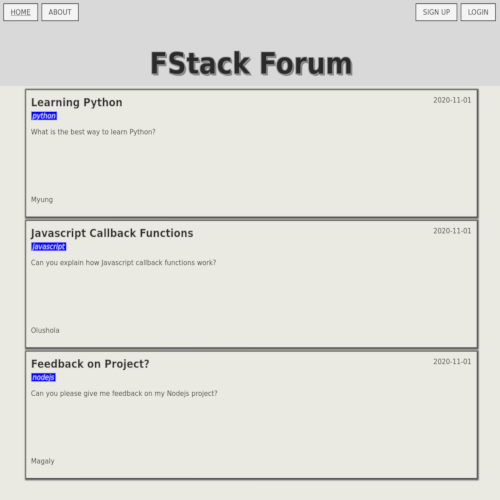 HOME ABOUT SIGN UP LOGIN
FStack Forum
Learning Python 2020-11-01
python
What is the best way to learn Python?
Myung
Javascript Callback Functions 2020-11-01
javascript
Can you explain how Javascript callback functions work?
Olushola
Feedback on Project? 2020-11-01
nodejs
Can you please give me feedback on my Nodejs project?
Magaly